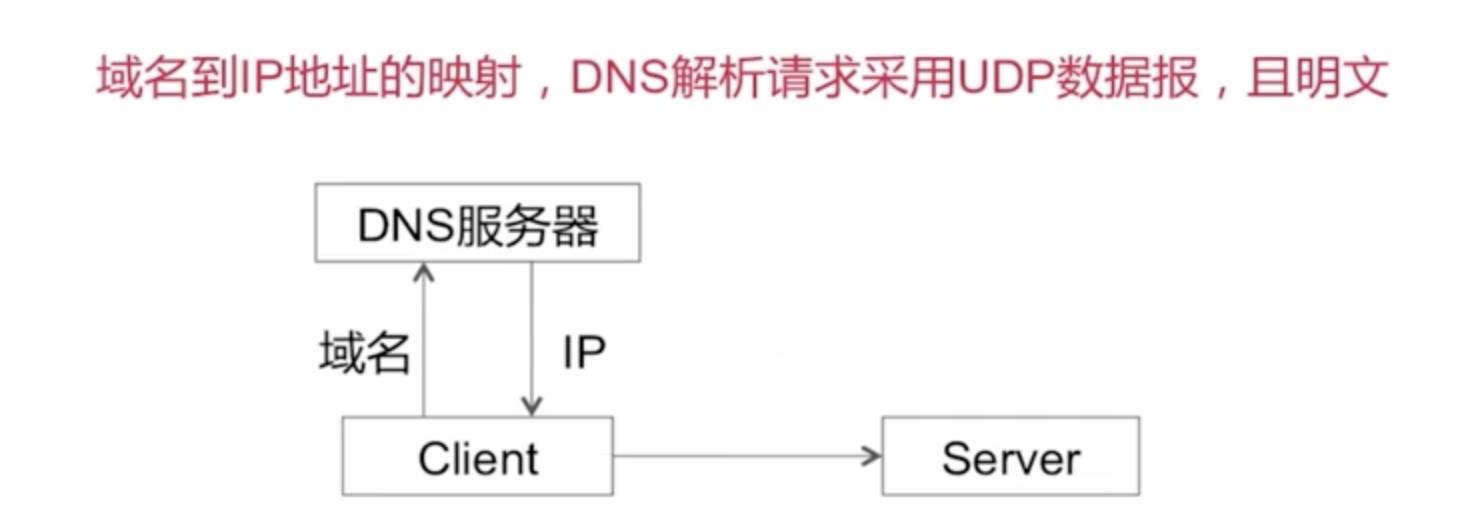 域名到IP地址的映射，DNS解析请求采用UDP数据报，且明文
DNS服务器
域名
IP
Client
Server